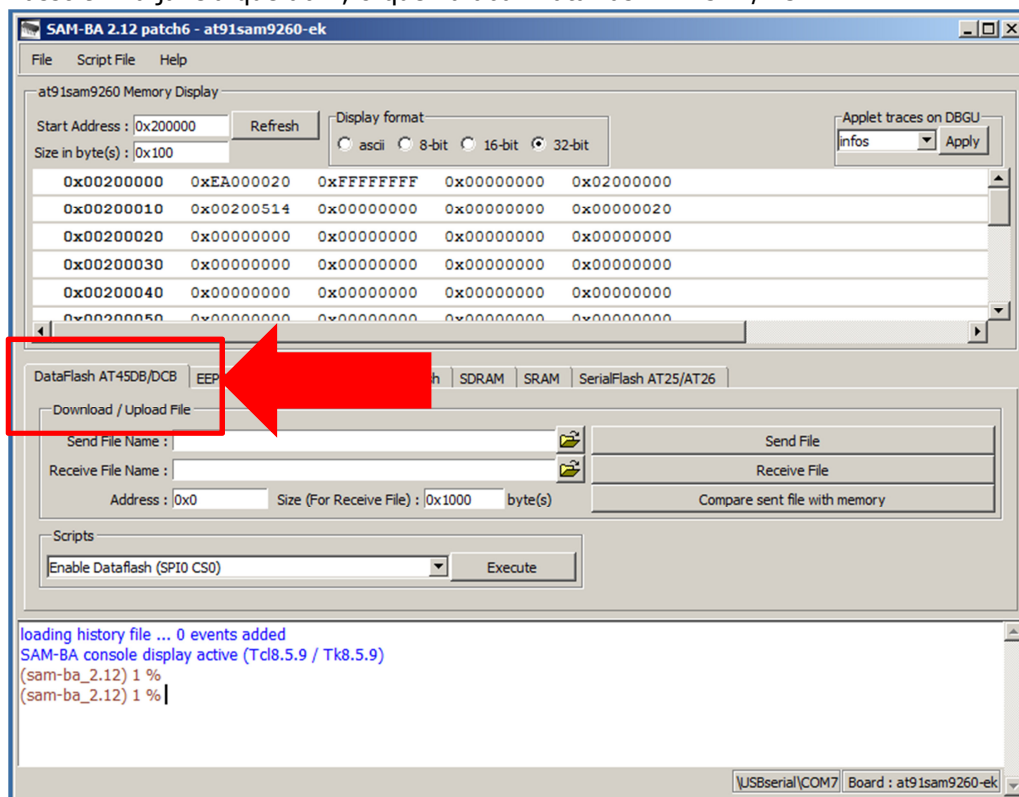 SAM-BA 2.12 patch6 - at91sam9260-ek
File Script File Help
at91sam9260 Memory Display
Start Address : 0x200000 Refresh
Size in byte(s) : 0x100
Display format
ascii 8-bit 16-bit 32-bit
Applet traces on DBGU
infos Apply
0x00200000 0xEA000020 0xFFFFFFFF 0x00000000 0x02000000
0x00200010 0x00200514 0x00000000 0x00000000 0x00000020
0x00200020 0x00000000 0x00000000 0x00000000 0x00000000
0x00200030 0x00000000 0x00000000 0x00000000 0x00000000
0x00200040 0x00000000 0x00000000 0x00000000 0x00000000
0x00200050 0x00000000 0x00000000 0x00000000 0x00000000
DataFlash AT45DB/DCB EEP h SDRAM SRAM SerialFlash AT25/AT26
Download / Upload File
Send File Name : Send File
Receive File Name : Receive File
Address : 0x0 Size (For Receive File) : 0x1000 byte(s) Compare sent file with memory
Scripts
Enable Dataflash (SPI0 CS0) Execute
loading history file ... 0 events added
SAM-BA console display active (Tcl8.5.9 / Tk8.5.9)
(sam-ba_2.12) 1 %
(sam-ba_2.12) 1 %
\USBserial\COM7 Board : at91sam9260-ek